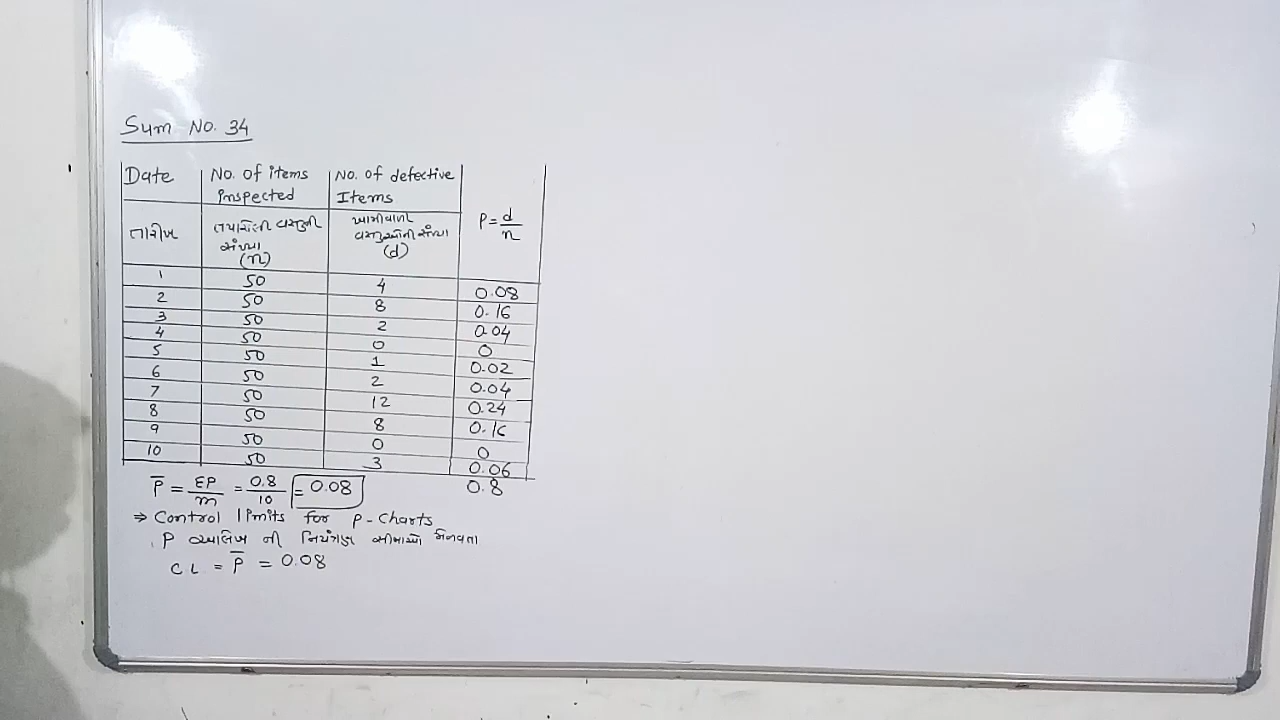 Sum No. 34
Date No. of items inspected No. of defective Items P = d/n
તારીખ તપાસેલી વસ્તુની સંખ્યા (n) ખામીવાળી વસ્તુઓની સંખ્યા (d)
1 50 4 0.08
2 50 8 0.16
3 50 2 0.04
4 50 0 0
5 50 1 0.02
6 50 2 0.04
7 50 12 0.24
8 50 8 0.16
9 50 0 0
10 50 3 0.06
0.8
P̄ = ΣP/m = 0.8/10 = 0.08
⇒ Control limits for P-Charts
P આલેખ ની નિયંત્રણ સીમાઓ મેળવતા
CL = P̄ = 0.08